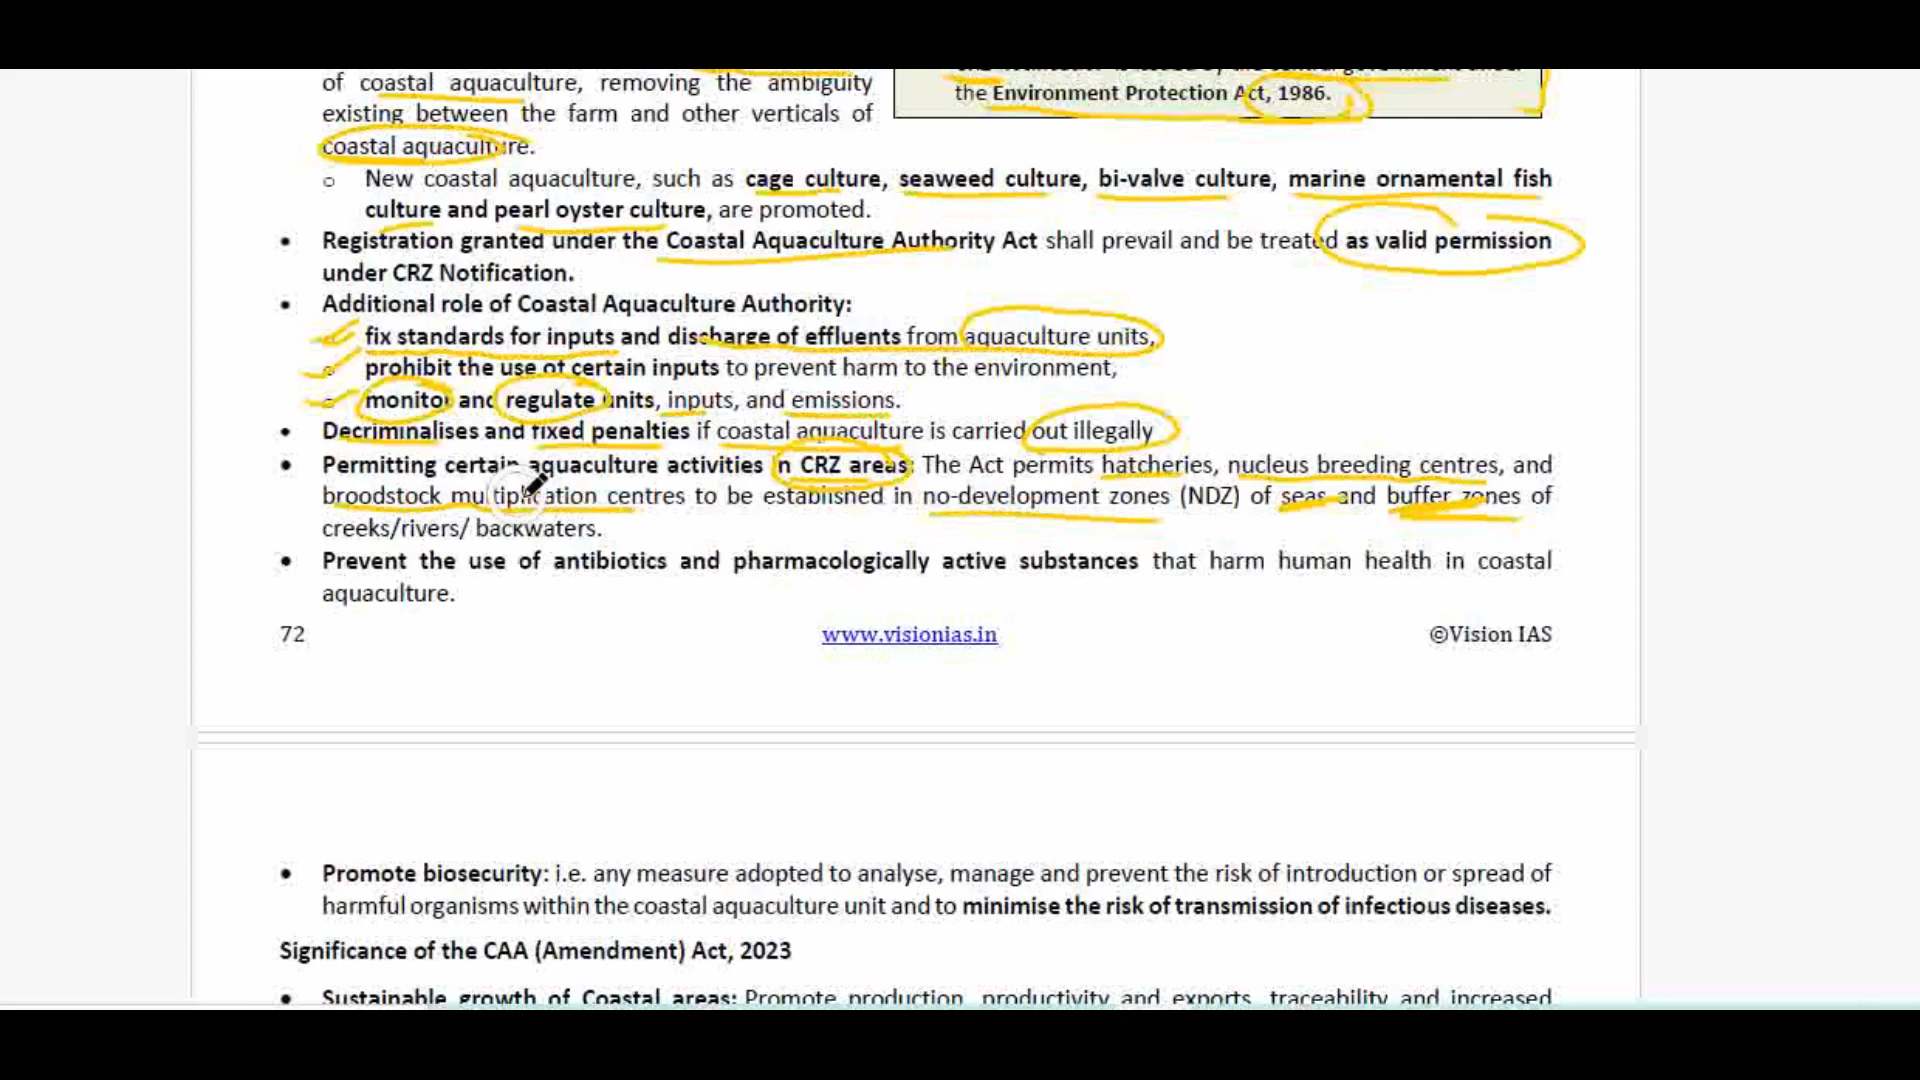 of coastal aquaculture, removing the ambiguity
existing between the farm and other verticals of
coastal aquaculture.
the Environment Protection Act, 1986.
o New coastal aquaculture, such as cage culture, seaweed culture, bi-valve culture, marine ornamental fish
culture and pearl oyster culture, are promoted.
• Registration granted under the Coastal Aquaculture Authority Act shall prevail and be treated as valid permission
under CRZ Notification.
• Additional role of Coastal Aquaculture Authority:
fix standards for inputs and discharge of effluents from aquaculture units,
o prohibit the use of certain inputs to prevent harm to the environment,
o monitor and regulate units, inputs, and emissions.
• Decriminalises and fixed penalties if coastal aquaculture is carried out illegally
• Permitting certain aquaculture activities in CRZ areas: The Act permits hatcheries, nucleus breeding centres, and
broodstock multiplication centres to be established in no-development zones (NDZ) of seas and buffer zones of
creeks/rivers/ backwaters.
• Prevent the use of antibiotics and pharmacologically active substances that harm human health in coastal
aquaculture.
72 www.visionias.in ©Vision IAS
• Promote biosecurity: i.e. any measure adopted to analyse, manage and prevent the risk of introduction or spread of
harmful organisms within the coastal aquaculture unit and to minimise the risk of transmission of infectious diseases.
Significance of the CAA (Amendment) Act, 2023
• Sustainable growth of Coastal areas: Promote production, productivity and exports, traceability and increased